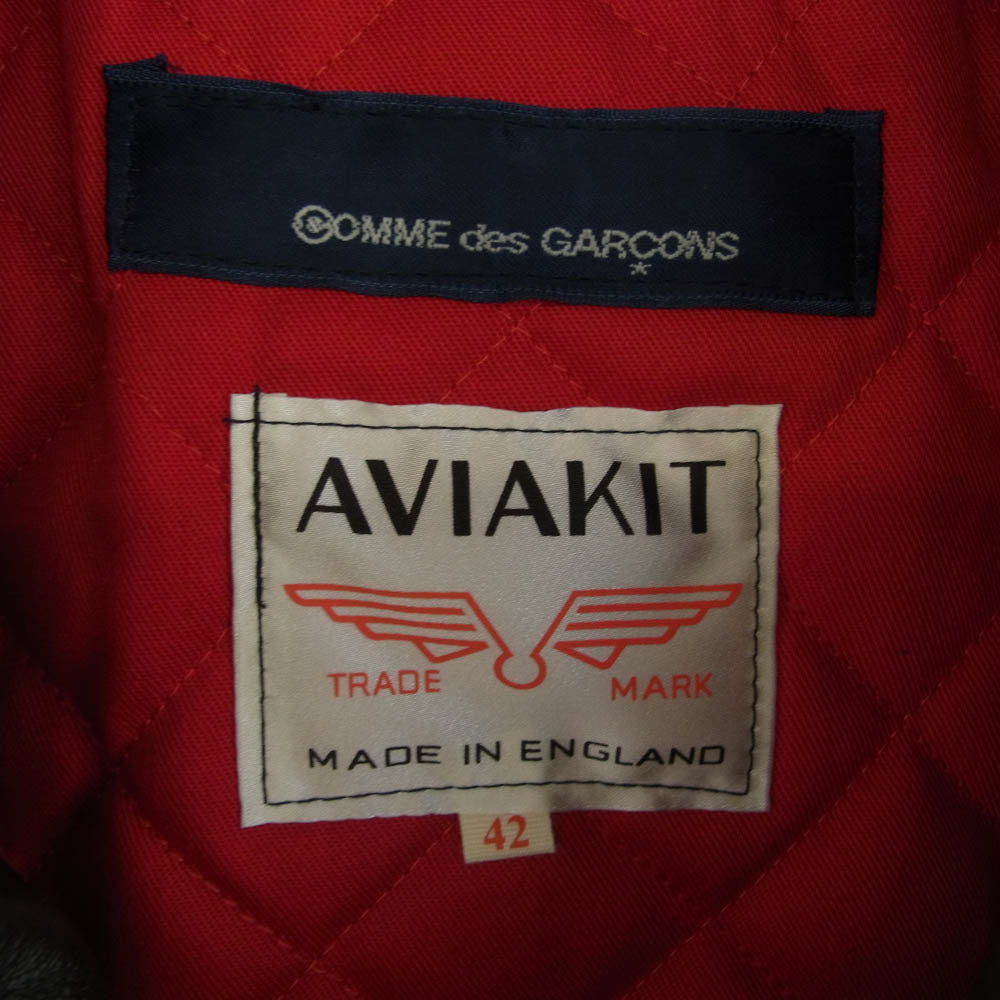 COMME des GARÇONS
*
AVIAKIT
TRADE MARK
MADE IN ENGLAND
42